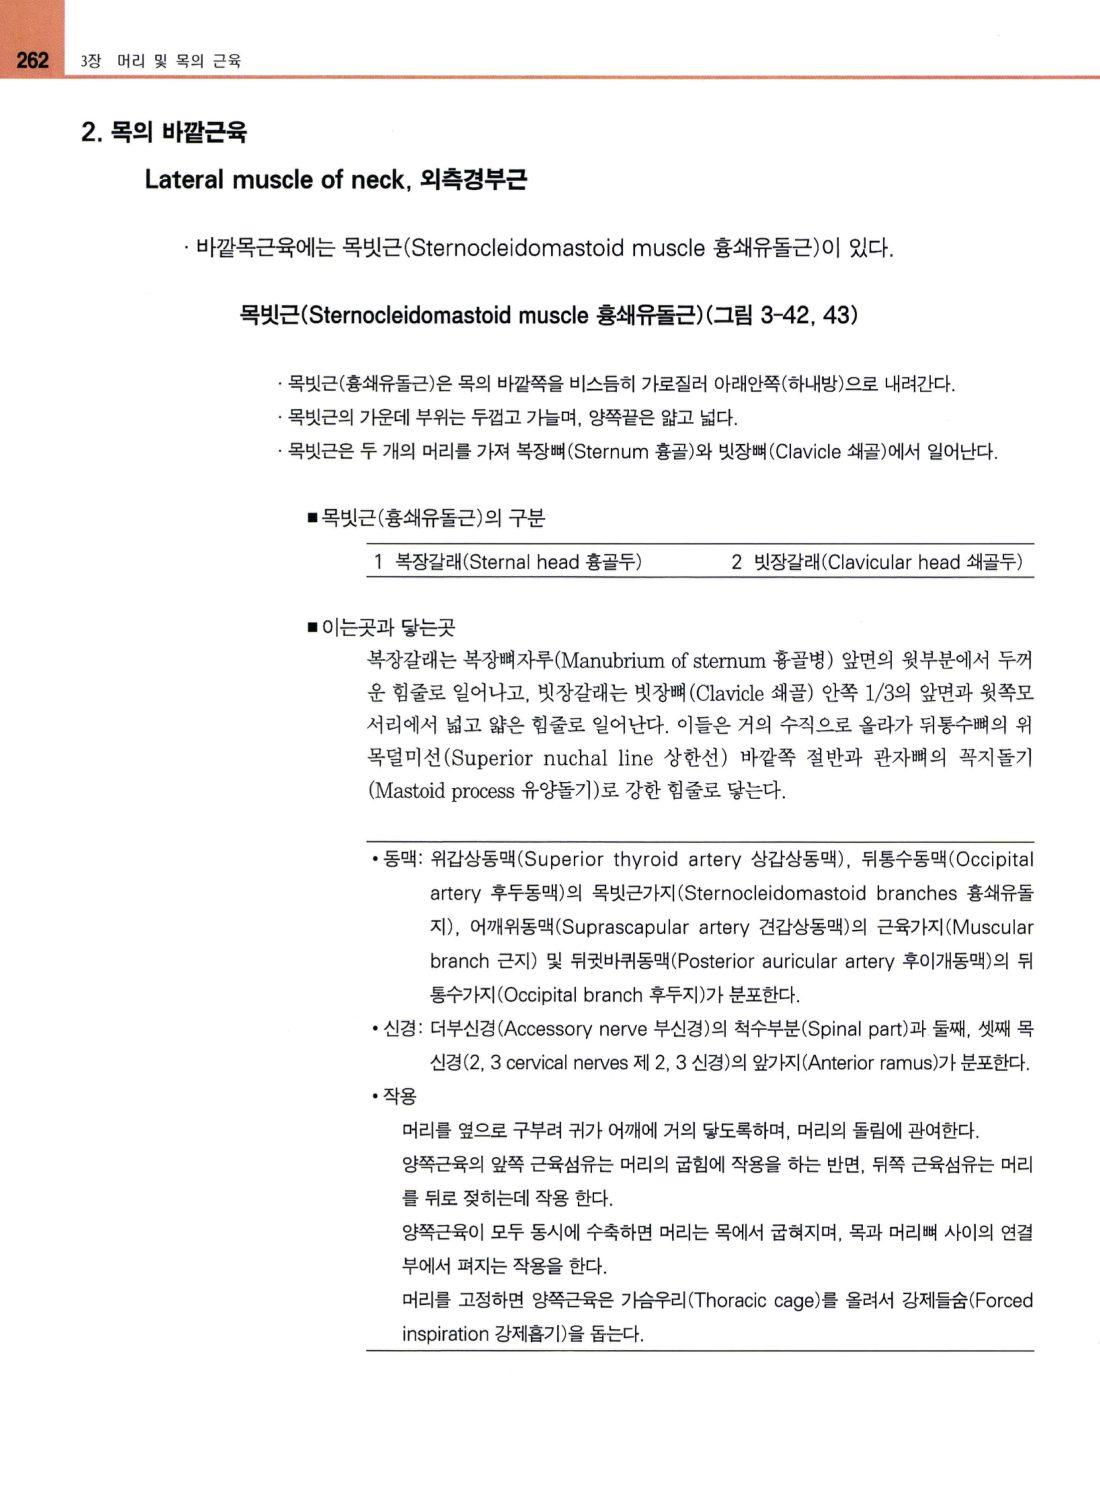 262 3장 머리 및 목의 근육
2. 목의 바깥근육
Lateral muscle of neck, 외측경부근
· 바깥목근육에는 목빗근(Sternocleidomastoid muscle 흉쇄유돌근)이 있다.
목빗근(Sternocleidomastoid muscle 흉쇄유돌근)(그림 3-42, 43)
· 목빗근(흉쇄유돌근)은 목의 바깥쪽을 비스듬히 가로질러 아래안쪽(하내방)으로 내려간다.
· 목빗근의 가운데 부위는 두껍고 가늘며, 양쪽끝은 얇고 넓다.
· 목빗근은 두 개의 머리를 가져 복장뼈(Sternum 흉골)와 빗장뼈(Clavicle 쇄골)에서 일어난다.
■ 목빗근(흉쇄유돌근)의 구분
1 복장갈래(Sternal head 흉골두) 2 빗장갈래(Clavicular head 쇄골두)
■ 이는곳과 닿는곳
복장갈래는 복장뼈자루(Manubrium of sternum 흉골병) 앞면의 윗부분에서 두꺼
운 힘줄로 일어나고, 빗장갈래는 빗장뼈(Clavicle 쇄골) 안쪽 1/3의 앞면과 윗쪽모
서리에서 넓고 얇은 힘줄로 일어난다. 이들은 거의 수직으로 올라가 뒤통수뼈의 위
목덜미선(Superior nuchal line 상한선) 바깥쪽 절반과 관자뼈의 꼭지돌기
(Mastoid process 유양돌기)로 강한 힘줄로 닿는다.
• 동맥: 위갑상동맥(Superior thyroid artery 상갑상동맥), 뒤통수동맥(Occipital
artery 후두동맥)의 목빗근가지(Sternocleidomastoid branches 흉쇄유돌
지), 어깨위동맥(Suprascapular artery 견갑상동맥)의 근육가지(Muscular
branch 근지) 및 뒤귓바퀴동맥(Posterior auricular artery 후이개동맥)의 뒤
통수가지(Occipital branch 후두지)가 분포한다.
• 신경: 더부신경(Accessory nerve 부신경)의 척수부분(Spinal part)과 둘째, 셋째 목
신경(2, 3 cervical nerves 제 2, 3 신경)의 앞가지(Anterior ramus)가 분포한다.
• 작용
머리를 옆으로 구부려 귀가 어깨에 거의 닿도록하며, 머리의 돌림에 관여한다.
양쪽근육의 앞쪽 근육섬유는 머리의 굽힘에 작용을 하는 반면, 뒤쪽 근육섬유는 머리
를 뒤로 젖히는데 작용 한다.
양쪽근육이 모두 동시에 수축하면 머리는 목에서 굽혀지며, 목과 머리뼈 사이의 연결
부에서 펴지는 작용을 한다.
머리를 고정하면 양쪽근육은 가슴우리(Thoracic cage)를 올려서 강제들숨(Forced
inspiration 강제흡기)을 돕는다.